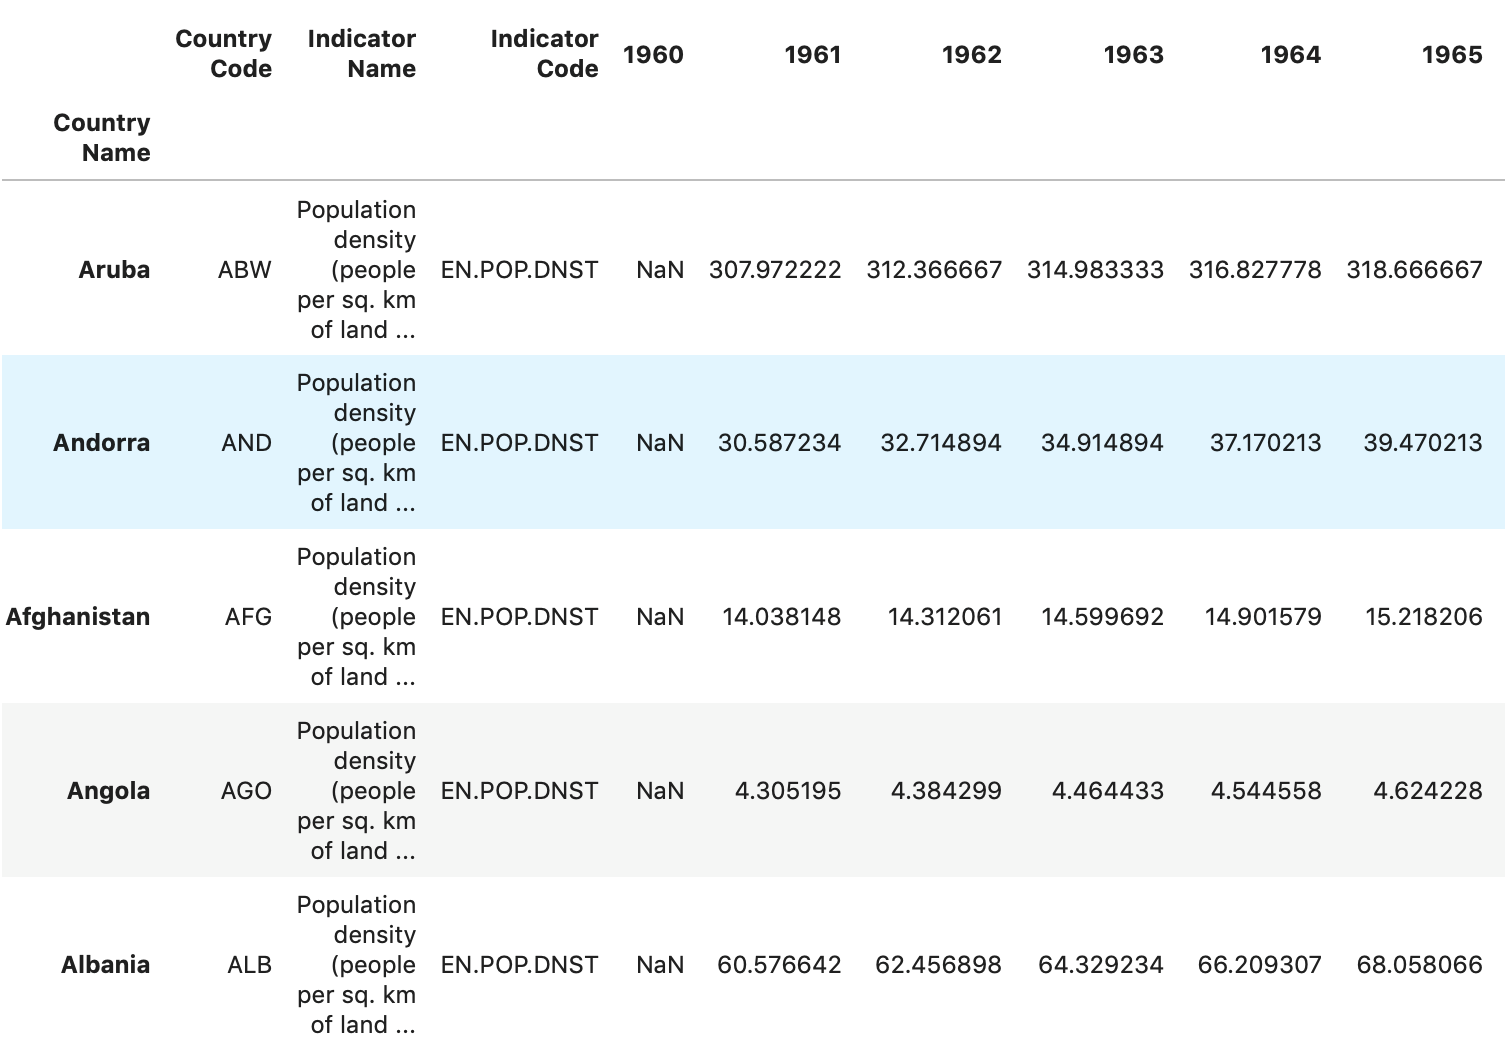 Country Code Indicator Name Indicator Code 1960 1961 1962 1963 1964 1965
Country
Name
Population
density
Aruba ABW (people EN.POP.DNST NaN 307.972222 312.366667 314.983333 316.827778 318.666667
per sq. km
of land ...
Population
density
Andorra AND (people EN.POP.DNST NaN 30.587234 32.714894 34.914894 37.170213 39.470213
per sq. km
of land ...
Population
density
Afghanistan AFG (people EN.POP.DNST NaN 14.038148 14.312061 14.599692 14.901579 15.218206
per sq. km
of land ...
Population
density
Angola AGO (people EN.POP.DNST NaN 4.305195 4.384299 4.464433 4.544558 4.624228
per sq. km
of land ...
Population
density
Albania ALB (people EN.POP.DNST NaN 60.576642 62.456898 64.329234 66.209307 68.058066
per sq. km
of land ...